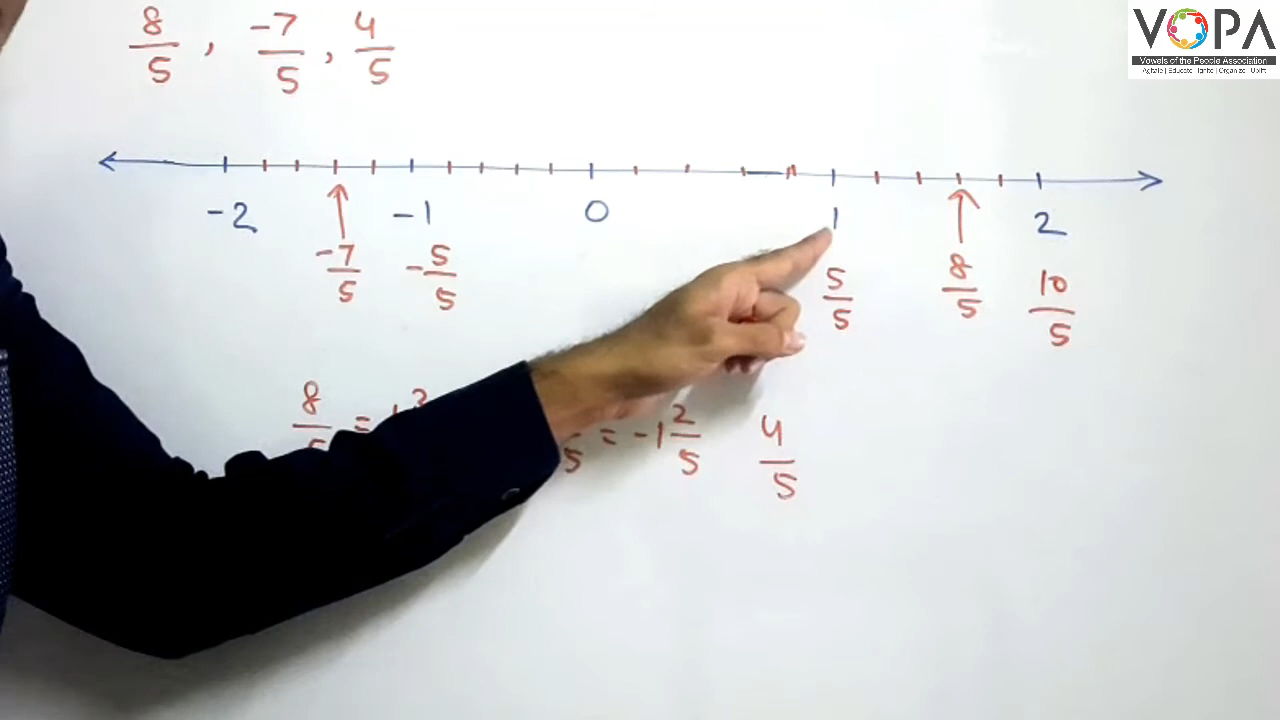 8/5 , -7/5 , 4/5
-2 -1 0 1 2
-7/5 -5/5 5/5 8/5 10/5
8/5 = 1 /5 = -1 2/5 4/5
VOPA
Vowels of the People Association